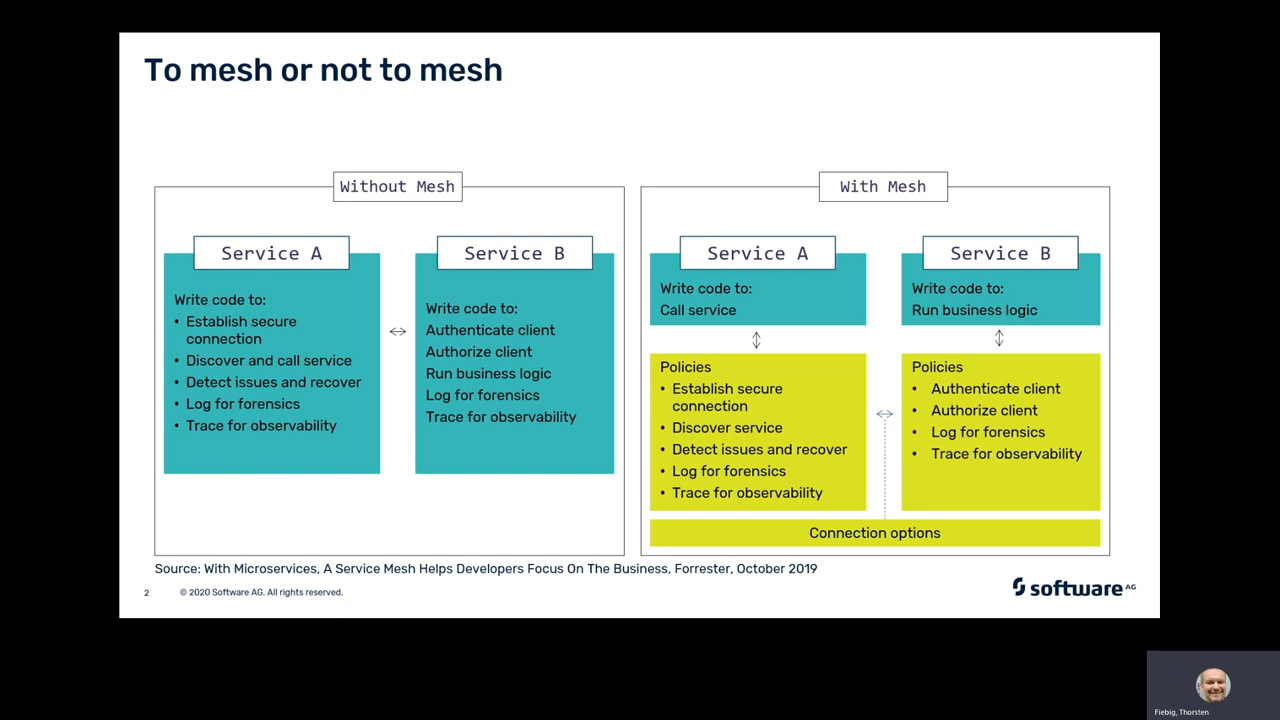 To mesh or not to mesh
Without Mesh
Service A
Write code to:
• Establish secure
connection
• Discover and call service
• Detect issues and recover
• Log for forensics
• Trace for observability
Service B
Write code to:
Authenticate client
Authorize client
Run business logic
Log for forensics
Trace for observability
With Mesh
Service A
Write code to:
Call service
Policies
• Establish secure
connection
• Discover service
• Detect issues and recover
• Log for forensics
• Trace for observability
Service B
Write code to:
Run business logic
Policies
• Authenticate client
• Authorize client
• Log for forensics
• Trace for observability
Connection options
Source: With Microservices, A Service Mesh Helps Developers Focus On The Business, Forrester, October 2019
2
© 2020 Software AG. All rights reserved.
software AG
Fiebig, Thorsten